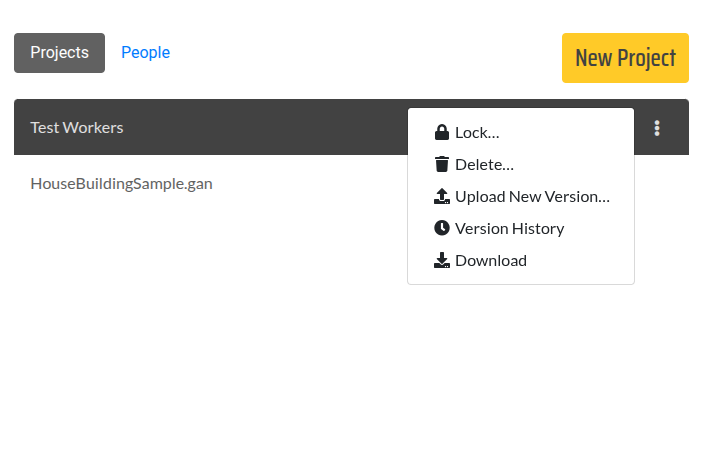 Projects
People
New Project
Test Workers
HouseBuildingSample.gan
Lock...
Delete...
Upload New Version...
Version History
Download